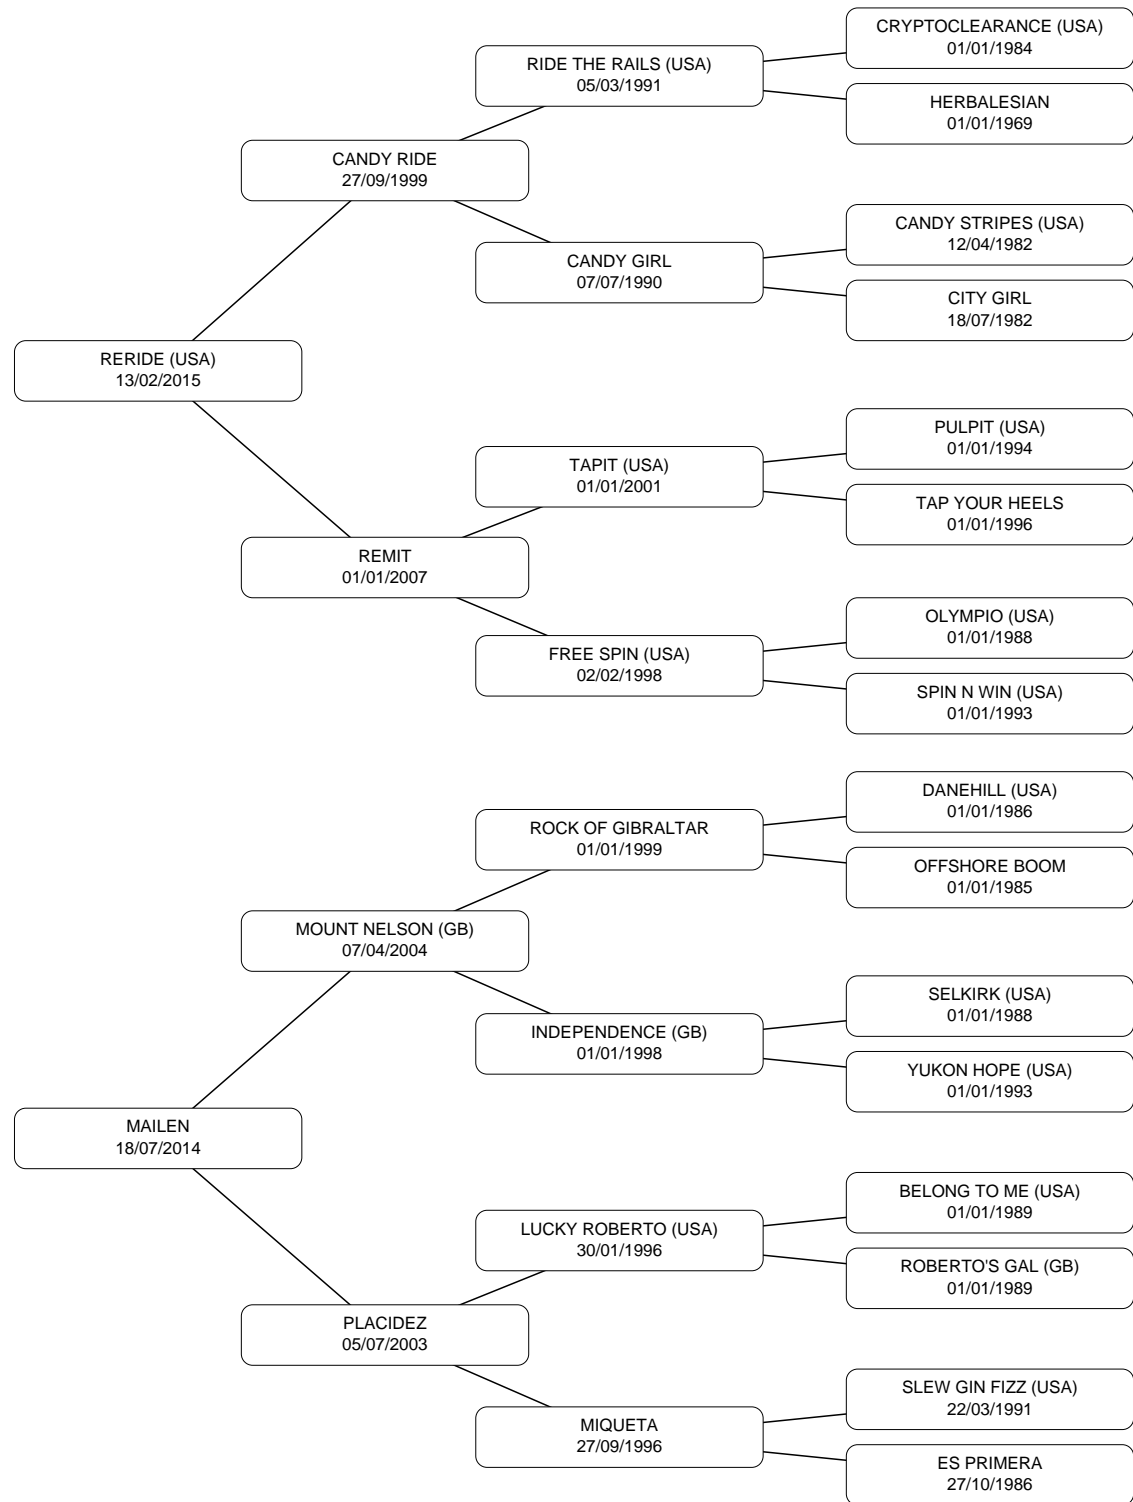 CRYPTOCLEARANCE (USA)
01/01/1984
RIDE THE RAILS (USA)
05/03/1991
HERBALESIAN
01/01/1969
CANDY RIDE
27/09/1999
CANDY STRIPES (USA)
12/04/1982
CANDY GIRL
07/07/1990
CITY GIRL
18/07/1982
RERIDE (USA)
13/02/2015
PULPIT (USA)
01/01/1994
TAPIT (USA)
01/01/2001
TAP YOUR HEELS
01/01/1996
REMIT
01/01/2007
OLYMPIO (USA)
01/01/1988
FREE SPIN (USA)
02/02/1998
SPIN N WIN (USA)
01/01/1993
DANEHILL (USA)
01/01/1986
ROCK OF GIBRALTAR
01/01/1999
OFFSHORE BOOM
01/01/1985
MOUNT NELSON (GB)
07/04/2004
SELKIRK (USA)
01/01/1988
INDEPENDENCE (GB)
01/01/1998
YUKON HOPE (USA)
01/01/1993
MAILEN
18/07/2014
BELONG TO ME (USA)
01/01/1989
LUCKY ROBERTO (USA)
30/01/1996
ROBERTO'S GAL (GB)
01/01/1989
PLACIDEZ
05/07/2003
SLEW GIN FIZZ (USA)
22/03/1991
MIQUETA
27/09/1996
ES PRIMERA
27/10/1986